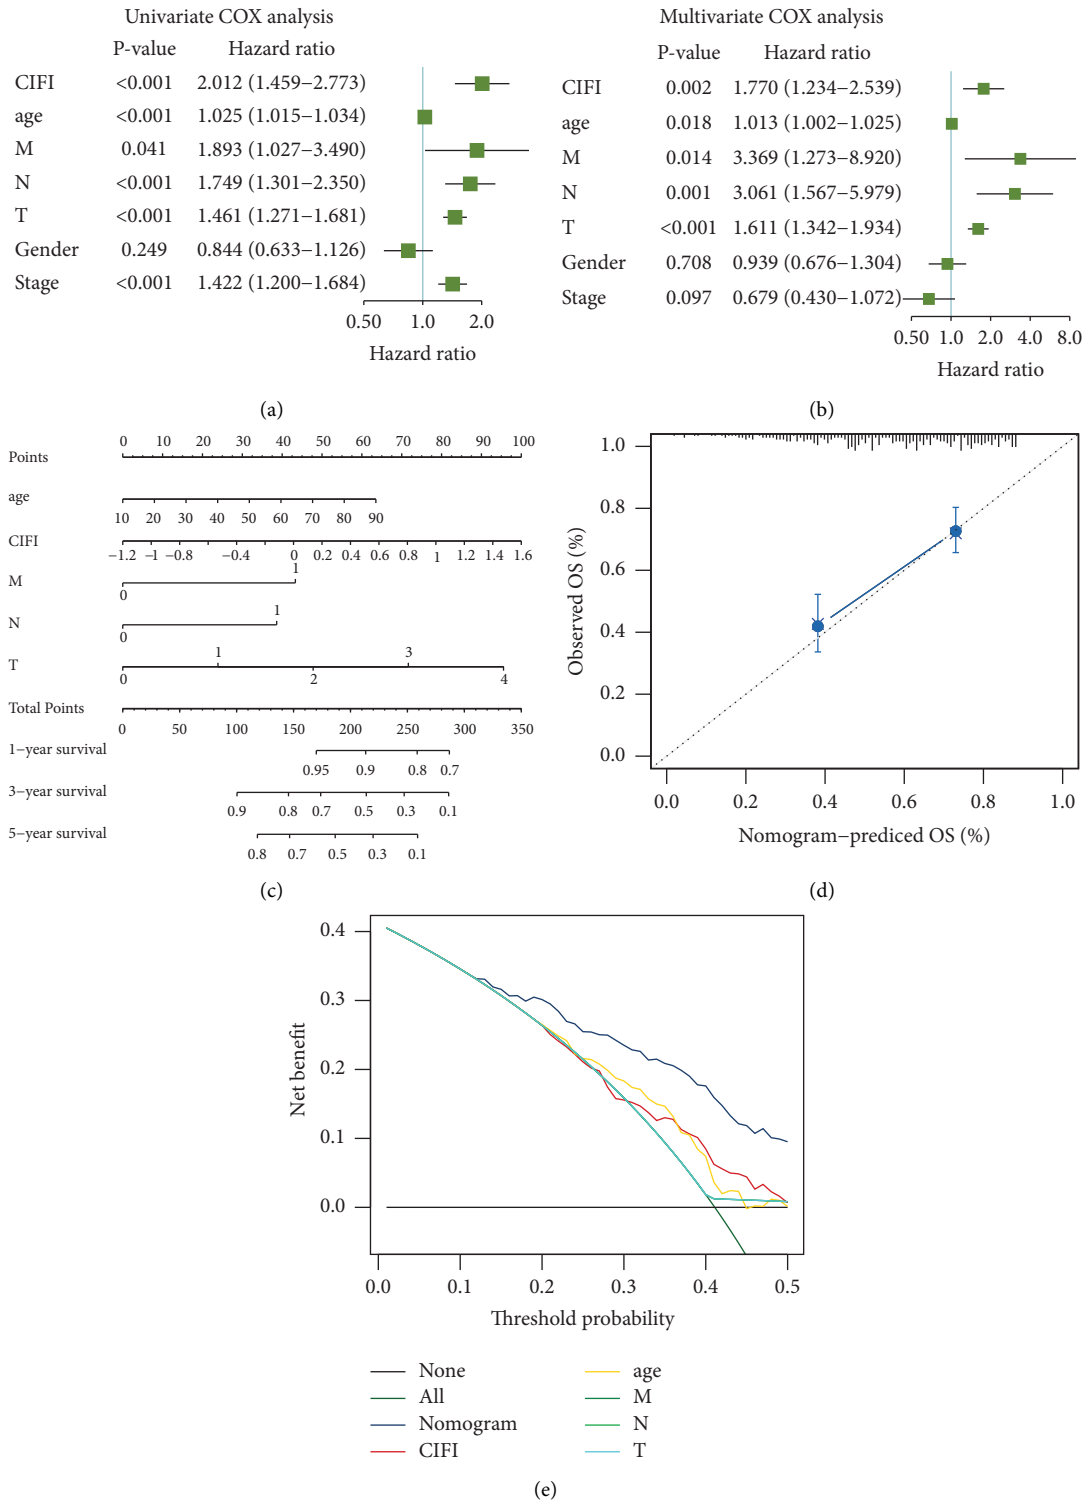 Univariate COX analysis
P-value Hazard ratio
CIFI <0.001 2.012 (1.459−2.773)
age <0.001 1.025 (1.015−1.034)
M 0.041 1.893 (1.027−3.490)
N <0.001 1.749 (1.301−2.350)
T <0.001 1.461 (1.271−1.681)
Gender 0.249 0.844 (0.633−1.126)
Stage <0.001 1.422 (1.200−1.684)
0.50 1.0 2.0
Hazard ratio
(a)
Multivariate COX analysis
P-value Hazard ratio
CIFI 0.002 1.770 (1.234−2.539)
age 0.018 1.013 (1.002−1.025)
M 0.014 3.369 (1.273−8.920)
N 0.001 3.061 (1.567−5.979)
T <0.001 1.611 (1.342−1.934)
Gender 0.708 0.939 (0.676−1.304)
Stage 0.097 0.679 (0.430−1.072)
0.50 1.0 2.0 4.0 8.0
Hazard ratio
(b)
0 10 20 30 40 50 60 70 80 90 100
Points
age
10 20 30 40 50 60 70 80 90
CIFI
−1.2 −1 −0.8 −0.4 0 0.2 0.4 0.6 0.8 1 1.2 1.4 1.6
1
M
0
1
N
0
1 3
T
0 2 4
Total Points
0 50 100 150 200 250 300 350
1−year survival
0.95 0.9 0.8 0.7
3−year survival
0.9 0.8 0.7 0.5 0.3 0.1
5−year survival
0.8 0.7 0.5 0.3 0.1
(c)
Observed OS (%)
1.0
0.8
0.6
0.4
0.2
0.0
0.0 0.2 0.4 0.6 0.8 1.0
Nomogram−prediced OS (%)
(d)
Net benefit
0.4
0.3
0.2
0.1
0.0
0.0 0.1 0.2 0.3 0.4 0.5
Threshold probability
None
All
Nomogram
CIFI
age
M
N
T
(e)